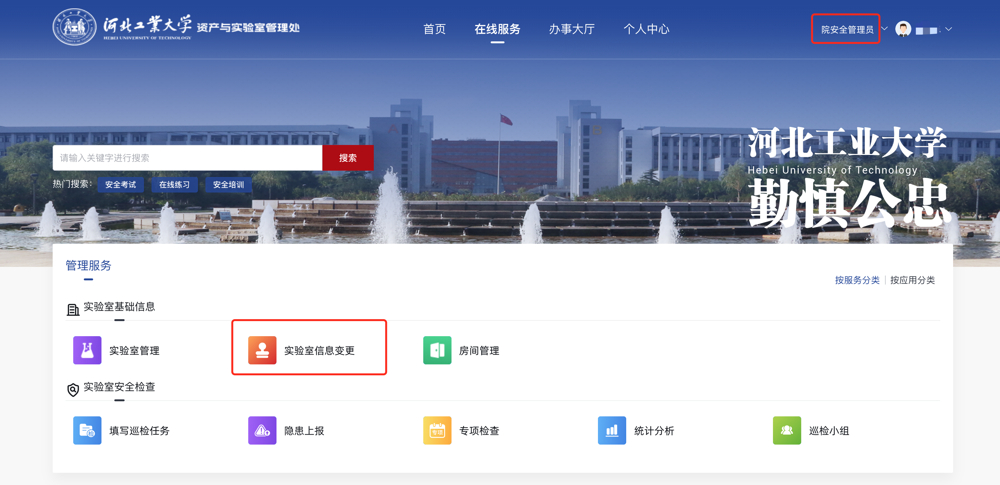 河北工業大学 资产与实验室管理处
HEBEI UNIVERSITY OF TECHNOLOGY
首页 在线服务 办事大厅 个人中心 院安全管理员
A B
请输入关键字进行搜索 搜索
热门搜索： 安全考试 在线练习 安全培训
河北工业大学
Hebei University of Technology
勤慎公忠
管理服务
按服务分类 按应用分类
实验室基础信息
实验室管理 实验室信息变更 房间管理
实验室安全检查
检 填写巡检任务 隐患上报 专项 专项检查 统计分析 巡检小组